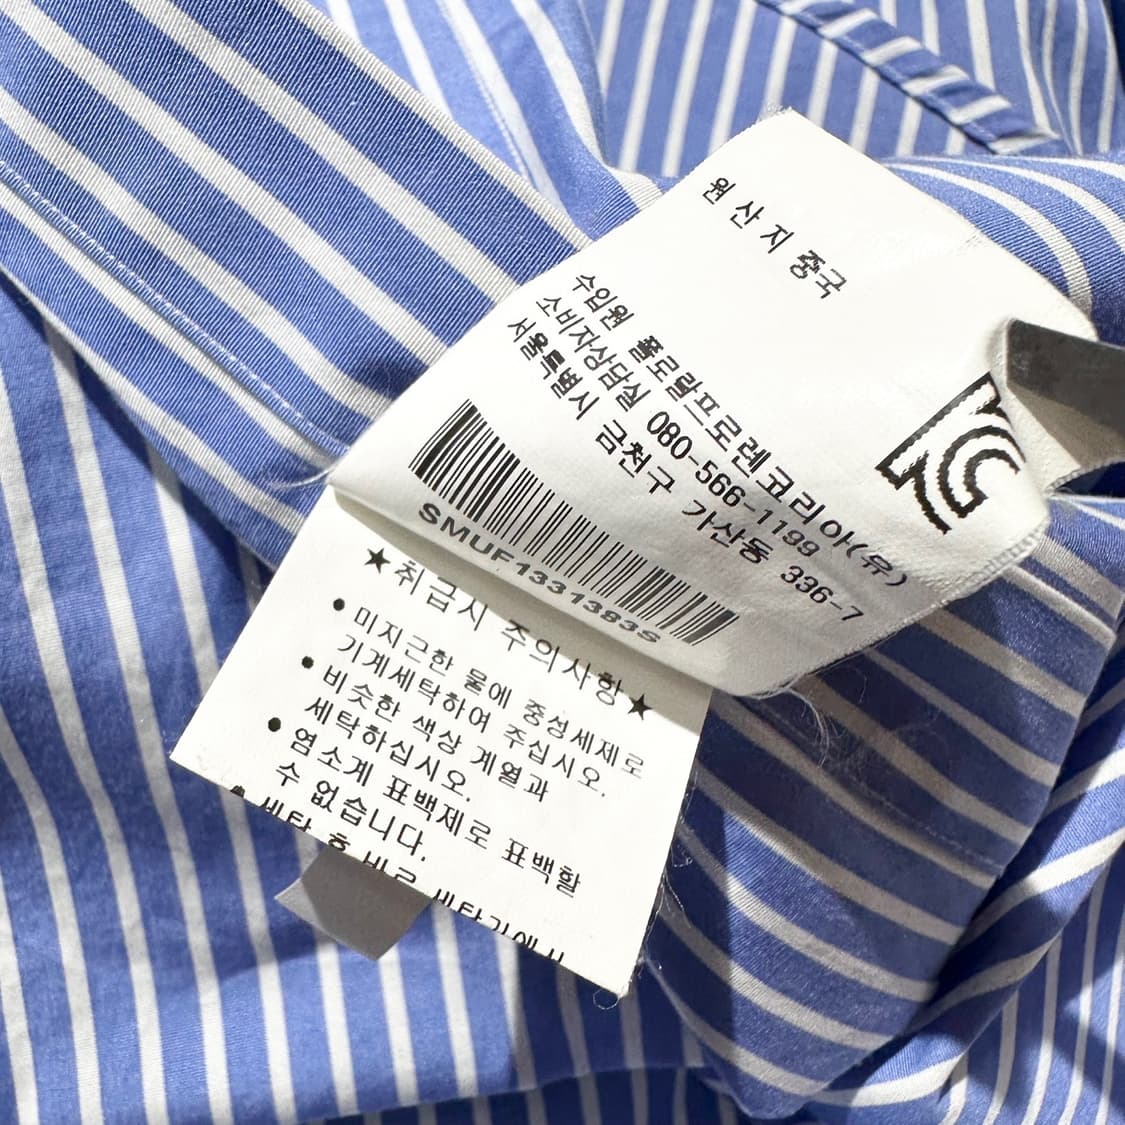 원산지 중국
수입원 폴로랄프로렌코리아(유)
소비자상담실 080-566-1199
서울특별시 금천구 가산동 336-7
KC
SMUF1331383S
★취급시 주의사항★
● 미지근한 물에 중성세제로
기계세탁하여 주십시오.
● 비슷한 색상 계열과
세탁하십시오.
● 염소계 표백제로 표백할
수 없습니다.